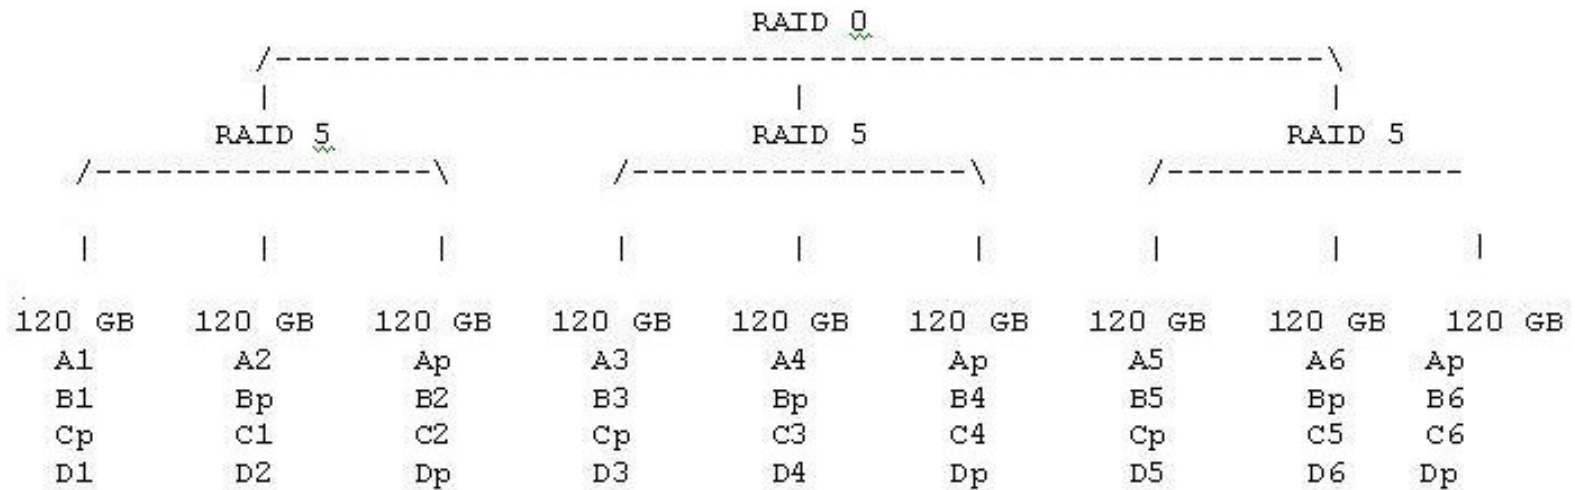 RAID 0
/-------------------------------------------------------\
| | |
RAID 5 RAID 5 RAID 5
/-----------------\ /-----------------\ /---------------
| | | | | | | | |
120 GB 120 GB 120 GB 120 GB 120 GB 120 GB 120 GB 120 GB 120 GB
A1 A2 Ap A3 A4 Ap A5 A6 Ap
B1 Bp B2 B3 Bp B4 B5 Bp B6
Cp C1 C2 Cp C3 C4 Cp C5 C6
D1 D2 Dp D3 D4 Dp D5 D6 Dp